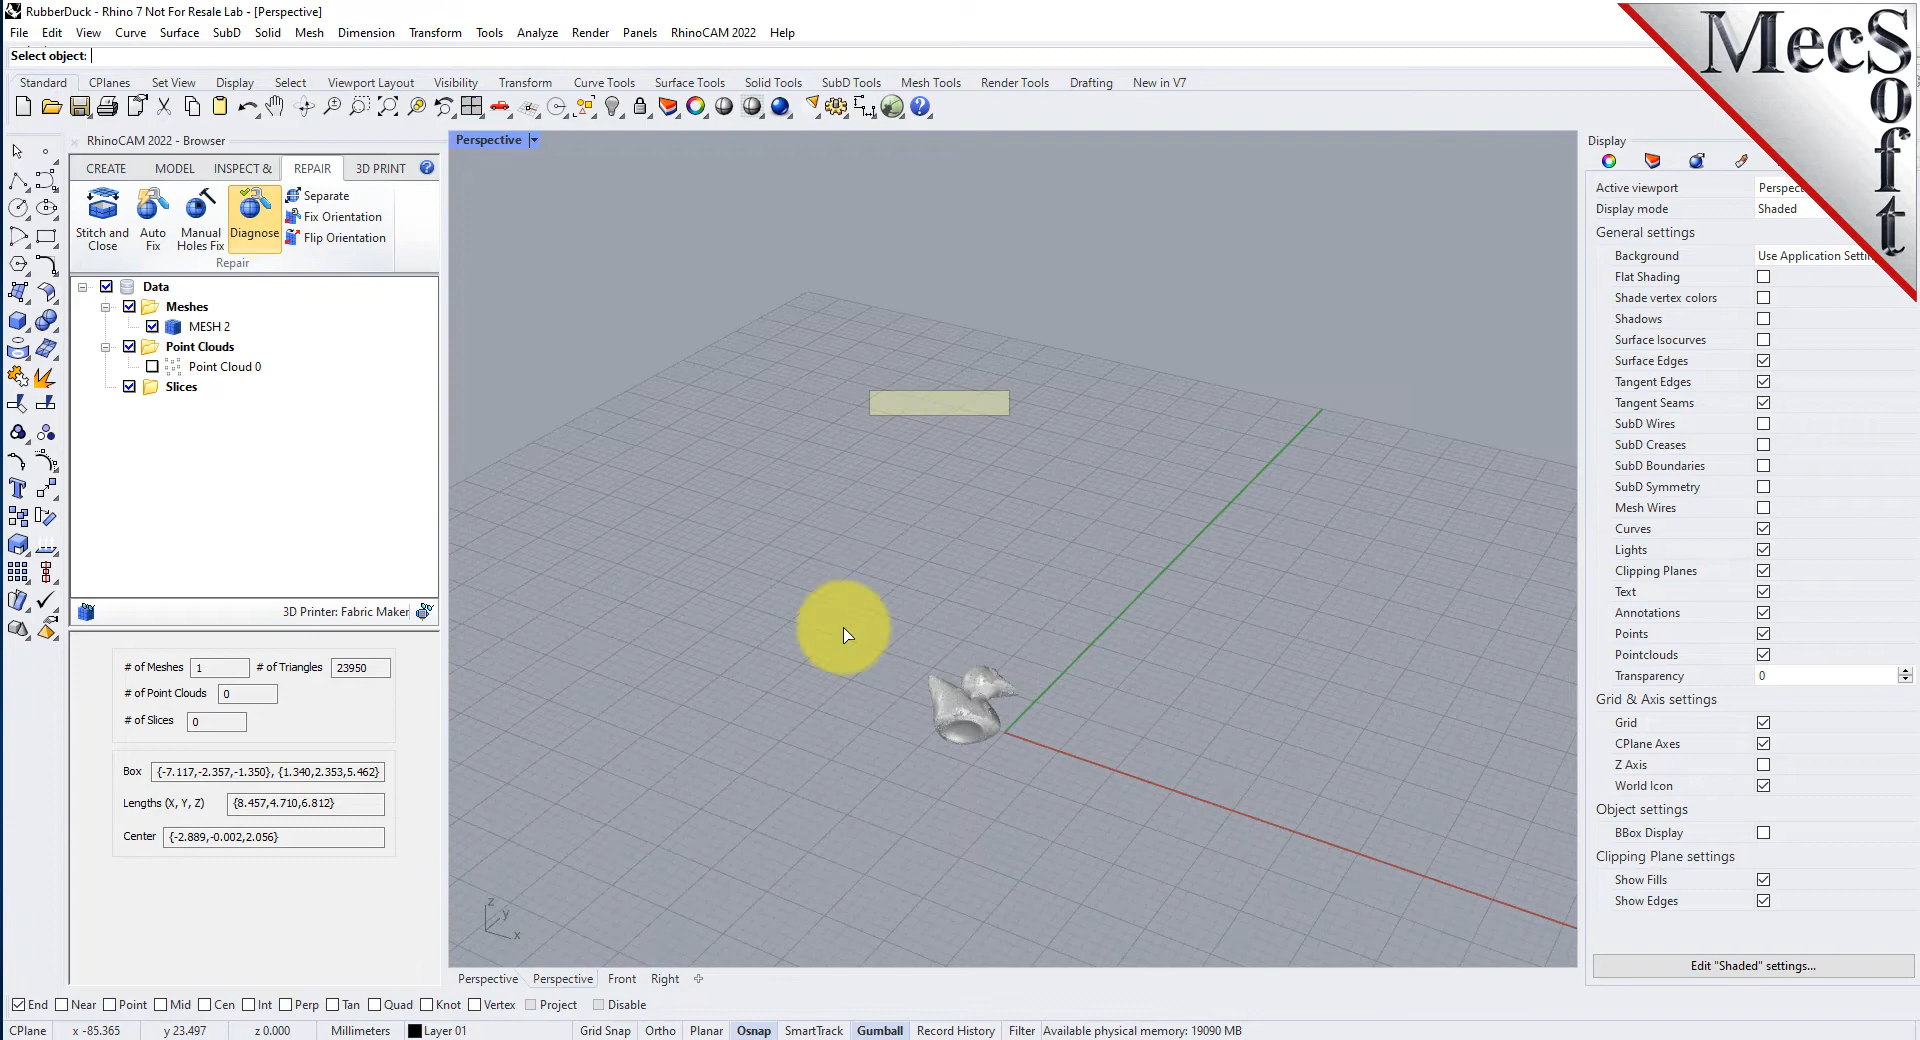 RubberDuck - Rhino 7 Not For Resale Lab - [Perspective]
File Edit View Curve Surface SubD Solid Mesh Dimension Transform Tools Analyze Render Panels RhinoCAM 2022 Help
Select object:
Standard CPlanes Set View Display Select Viewport Layout Visibility Transform Curve Tools Surface Tools Solid Tools SubD Tools Mesh Tools Render Tools Drafting New in V7
MecSoft
RhinoCAM 2022 - Browser
CREATE MODEL INSPECT & REPAIR 3D PRINT
Stitch and Close
Auto Fix
Manual Holes Fix
Diagnose
Separate
Fix Orientation
Flip Orientation
Repair
Data
Meshes
MESH 2
Point Clouds
Point Cloud 0
Slices
3D Printer: Fabric Maker
# of Meshes 1 # of Triangles 23950
# of Point Clouds 0
# of Slices 0
Box {-7.117,-2.357,-1.350}, {1.340,2.353,5.462}
Lengths (X, Y, Z) {8.457,4.710,6.812}
Center {-2.889,-0.002,2.056}
Perspective
z
y
x
Perspective Perspective Front Right
Display
Active viewport
Display mode Shaded
General settings
Background Use Application
Flat Shading
Shade vertex colors
Shadows
Surface Isocurves
Surface Edges
Tangent Edges
Tangent Seams
SubD Wires
SubD Creases
SubD Boundaries
SubD Symmetry
Mesh Wires
Curves
Lights
Clipping Planes
Text
Annotations
Points
Pointclouds
Transparency 0
Grid & Axis settings
Grid
CPlane Axes
Z Axis
World Icon
Object settings
BBox Display
Clipping Plane settings
Show Fills
Show Edges
Edit "Shaded" settings...
End Near Point Mid Cen Int Perp Tan Quad Knot Vertex Project Disable
CPlane x -85.365 y 23.497 z 0.000 Millimeters Layer 01 Grid Snap Ortho Planar Osnap SmartTrack Gumball Record History Filter Available physical memory: 19090 MB